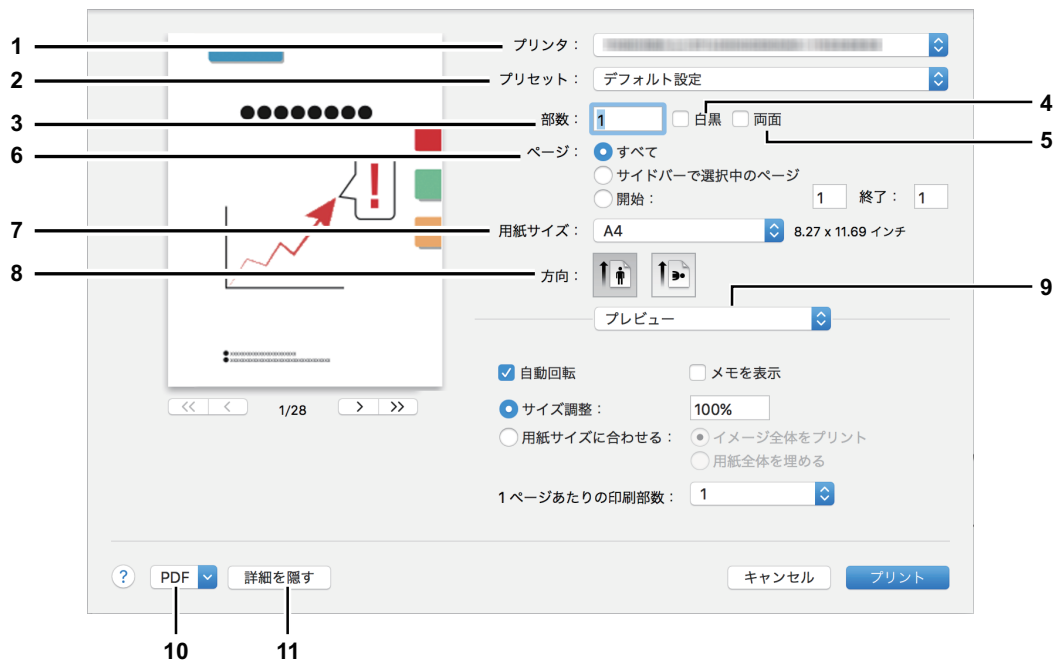 1 プリンタ：
2 プリセット： デフォルト設定
3 部数： 1 白黒 両面 4
5
6 ページ： すべて
サイドバーで選択中のページ
開始： 1 終了： 1
7 用紙サイズ： A4 8.27 x 11.69 インチ
8 方向：
9
プレビュー
自動回転 メモを表示
<< < 1/28 > >>
サイズ調整： 100%
用紙サイズに合わせる： イメージ全体をプリント
用紙全体を埋める
1 ページあたりの印刷部数： 1
? PDF 詳細を隠す キャンセル プリント
10 11